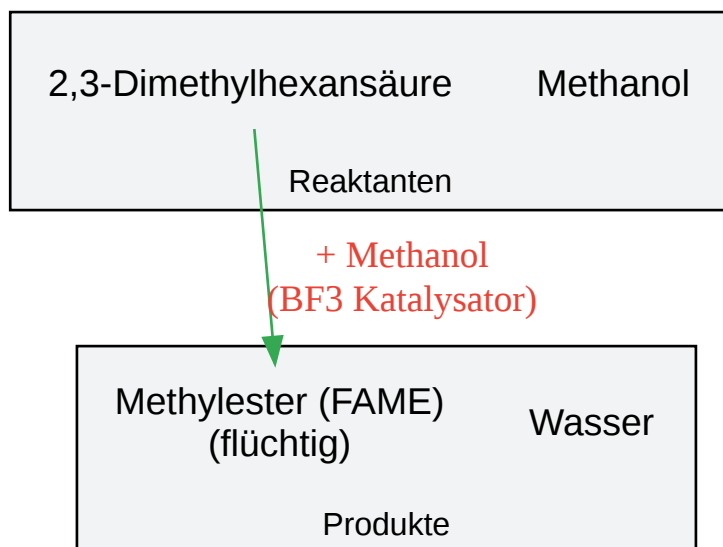 2,3-Dimethylhexansäure Methanol
Reaktanten
+ Methanol
(BF3 Katalysator)
Methylester (FAME)
(flüchtig)
Wasser
Produkte